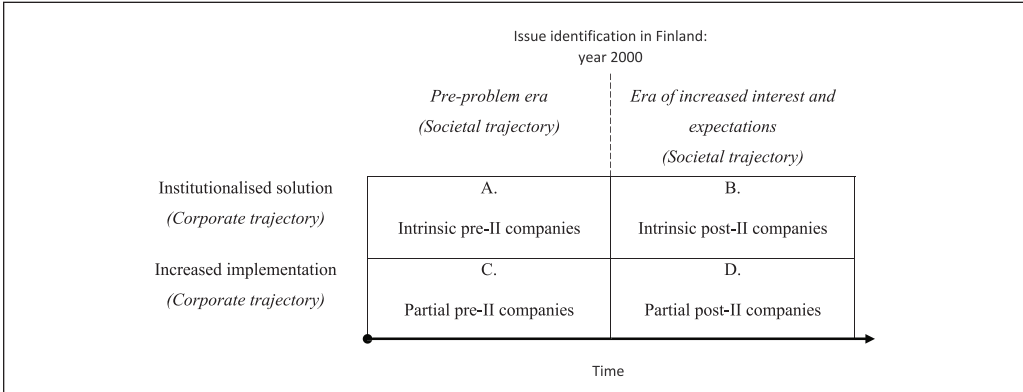 Issue identification in Finland:
year 2000
Pre-problem era
(Societal trajectory)
Era of increased interest and
expectations
(Societal trajectory)
Institutionalised solution
(Corporate trajectory)
A.
Intrinsic pre-II companies
B.
Intrinsic post-II companies
Increased implementation
(Corporate trajectory)
C.
Partial pre-II companies
D.
Partial post-II companies
Time